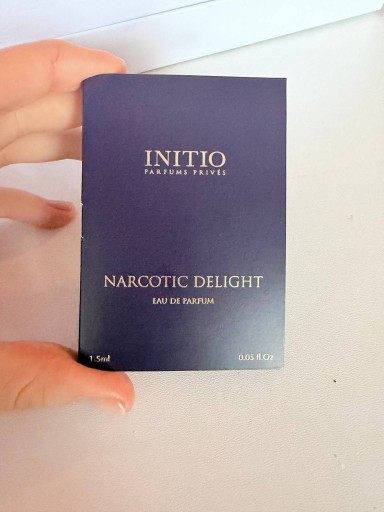 INITIO
PARFUMS PRIVÉS
NARCOTIC DELIGHT
EAU DE PARFUM
1.5ml 0.05 fl.Oz